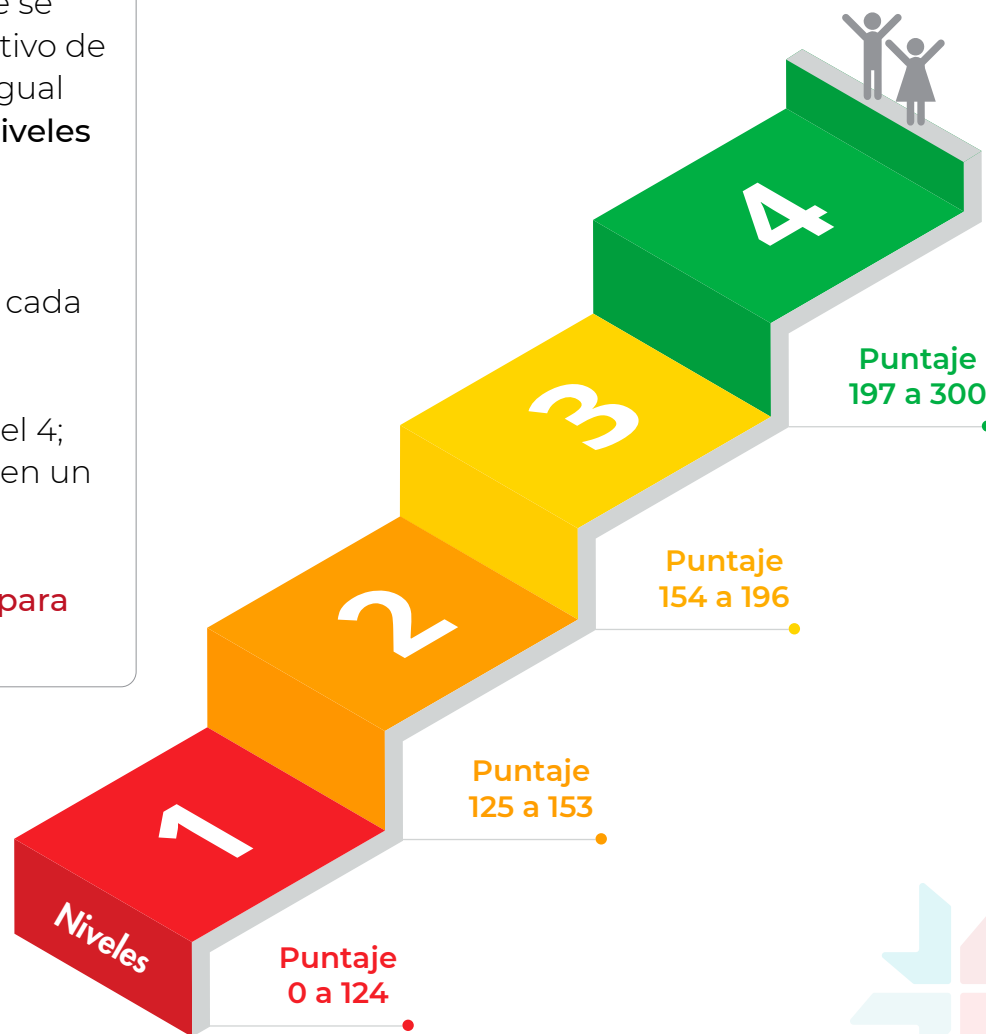 se
tivo de
gual
iveles
cada
el 4;
en un
para
4
Puntaje
197 a 300
3
Puntaje
154 a 196
2
Puntaje
125 a 153
1
Niveles
Puntaje
0 a 124